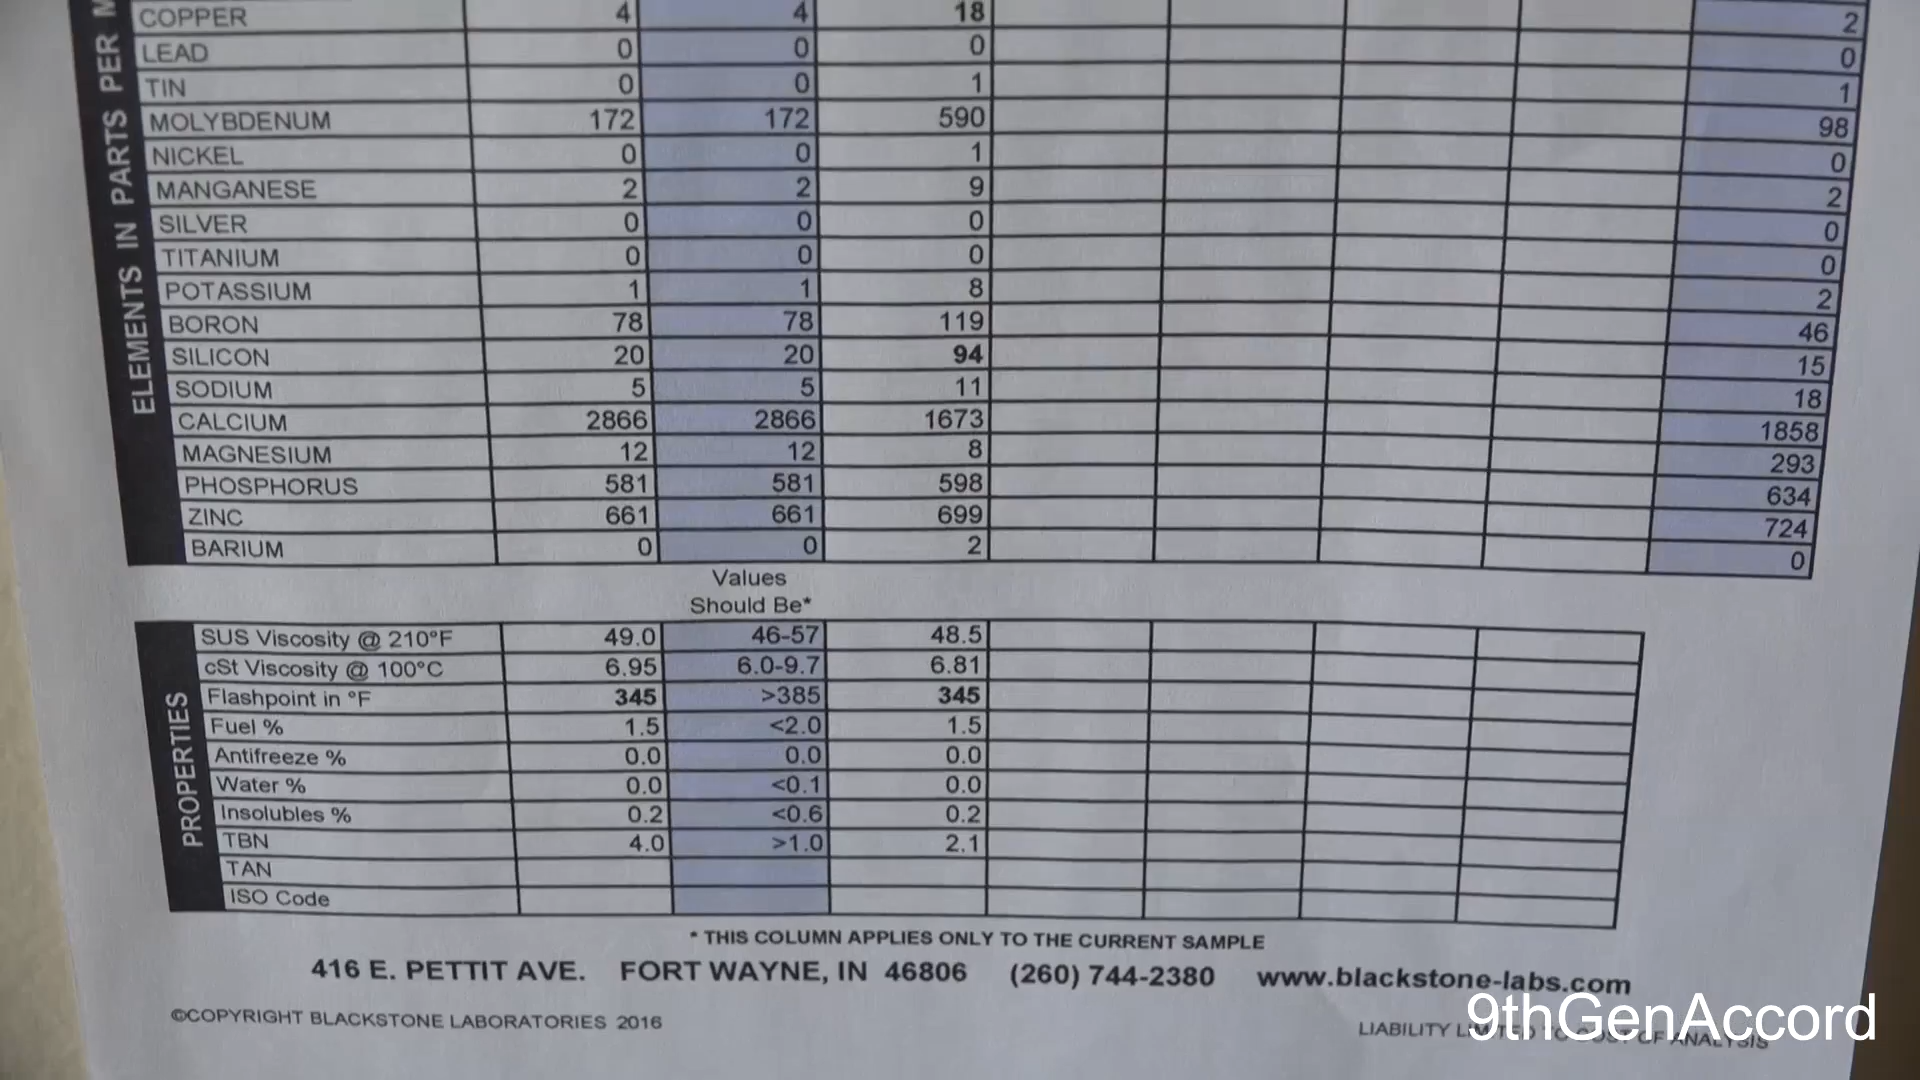 ELEMENTS IN PARTS PER M
COPPER 4 4 18 2
LEAD 0 0 0 0
TIN 0 0 1 1
MOLYBDENUM 172 172 590 98
NICKEL 0 0 1 0
MANGANESE 2 2 9 2
SILVER 0 0 0 0
TITANIUM 0 0 0 0
POTASSIUM 1 1 8 2
BORON 78 78 119 46
SILICON 20 20 94 15
SODIUM 5 5 11 18
CALCIUM 2866 2866 1673 1858
MAGNESIUM 12 12 8 293
PHOSPHORUS 581 581 598 634
ZINC 661 661 699 724
BARIUM 0 0 2 0
Values
Should Be*
PROPERTIES
SUS Viscosity @ 210°F 49.0 46-57 48.5
cSt Viscosity @ 100°C 6.95 6.0-9.7 6.81
Flashpoint in °F 345 >385 345
Fuel % 1.5 <2.0 1.5
Antifreeze % 0.0 0.0 0.0
Water % 0.0 <0.1 0.0
Insolubles % 0.2 <0.6 0.2
TBN 4.0 >1.0 2.1
TAN
ISO Code
* THIS COLUMN APPLIES ONLY TO THE CURRENT SAMPLE
416 E. PETTIT AVE. FORT WAYNE, IN 46806 (260) 744-2380 www.blackstone-labs.com
©COPYRIGHT BLACKSTONE LABORATORIES 2016
LIABILITY LIMITED TO COST OF ANALYSIS
9thGenAccord